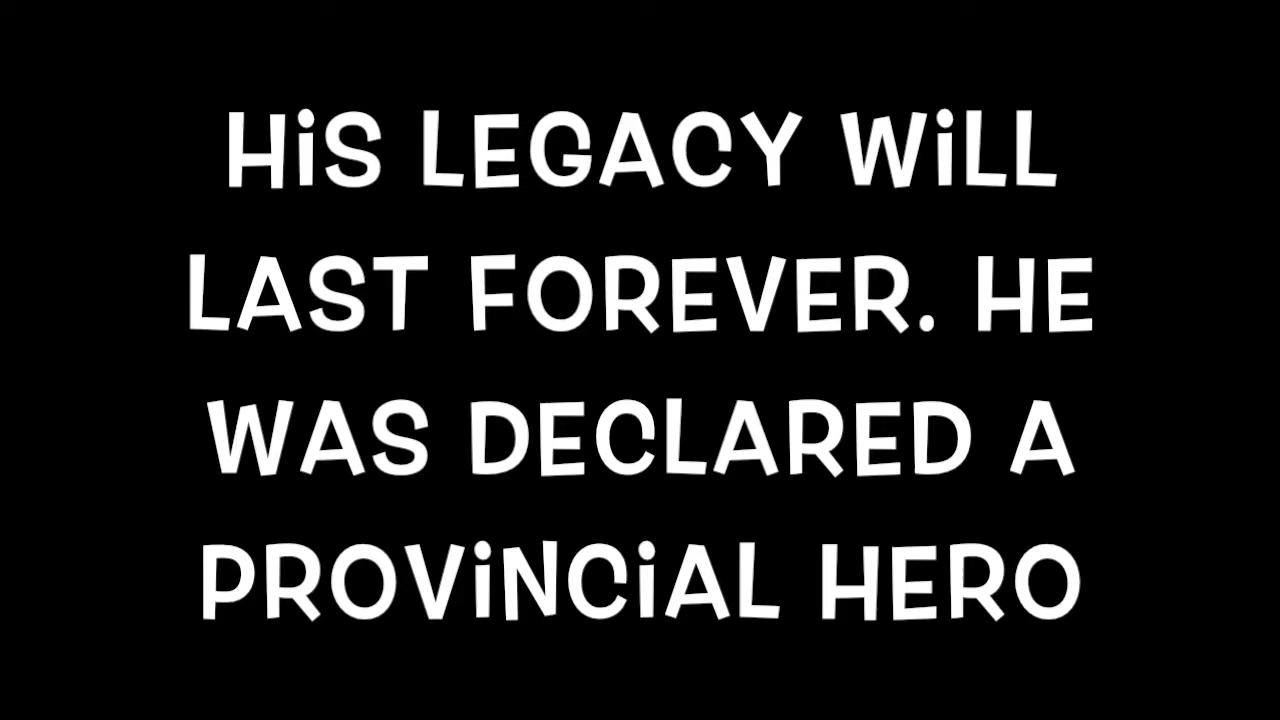 HiS LEGACY WiLL
LAST FOREVER. HE
WAS DECLARED A
PROViNCiAL HERO